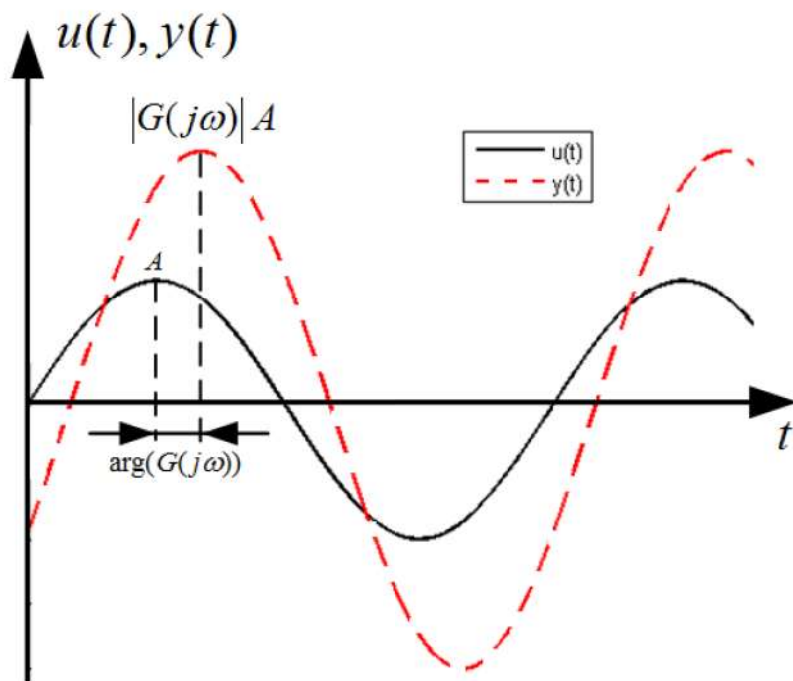 u(t), y(t)
|G(jω)| A
u(t)
y(t)
A
t
arg(G(jω))